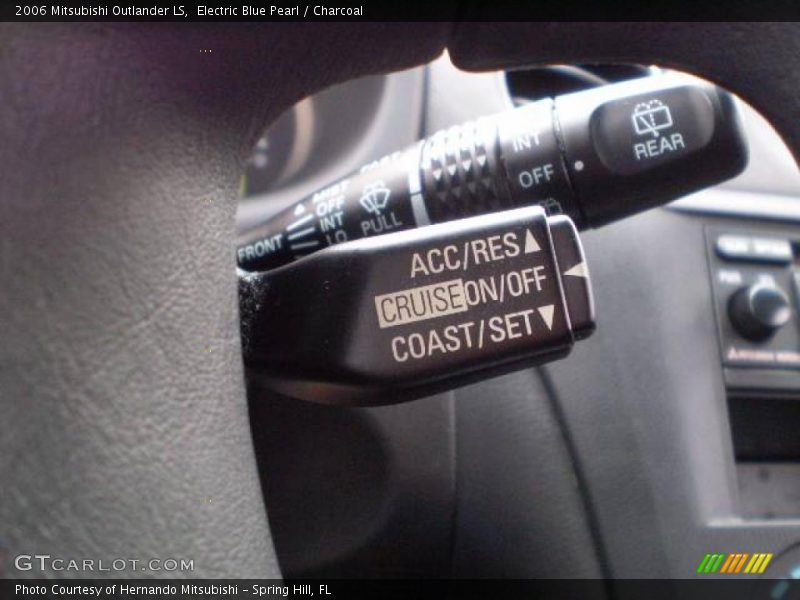 2006 Mitsubishi Outlander LS,  Electric Blue Pearl / Charcoal
REAR
INT
OFF
MIST
OFF
INT
LO
PULL
FRONT
ACC/RES▲
CRUISE ON/OFF
COAST/SET▼
GTCARLOT.COM
Photo Courtesy of Hernando Mitsubishi - Spring Hill, FL